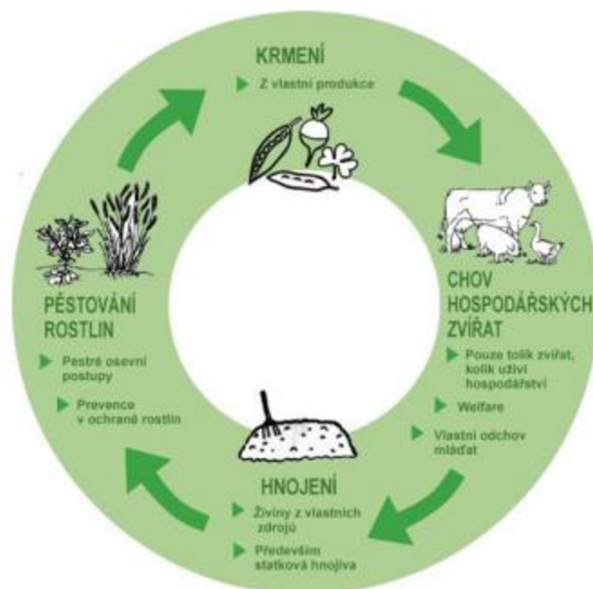 KRMENÍ
Z vlastní produkce
CHOV
HOSPODÁŘSKÝCH
ZVÍŘAT
Pouze tolik zvířat,
kolik uživí
hospodářství
Welfare
Vlastní odchov
mláďat
HNOJENÍ
Živiny z vlastních
zdrojů
Především
statková hnojiva
PĚSTOVÁNÍ
ROSTLIN
Pestré osevní
postupy
Prevence
v ochraně rostlin